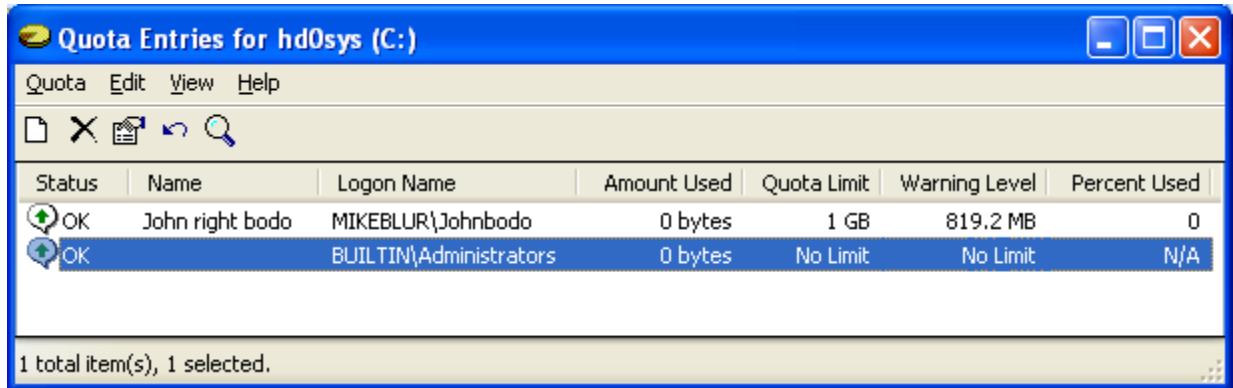 Quota Entries for hd0sys (C:)
Quota Edit View Help
Status Name Logon Name Amount Used Quota Limit Warning Level Percent Used
OK John right bodo MIKEBLUR\Johnbodo 0 bytes 1 GB 819.2 MB 0
OK BUILTIN\Administrators 0 bytes No Limit No Limit N/A
1 total item(s), 1 selected.